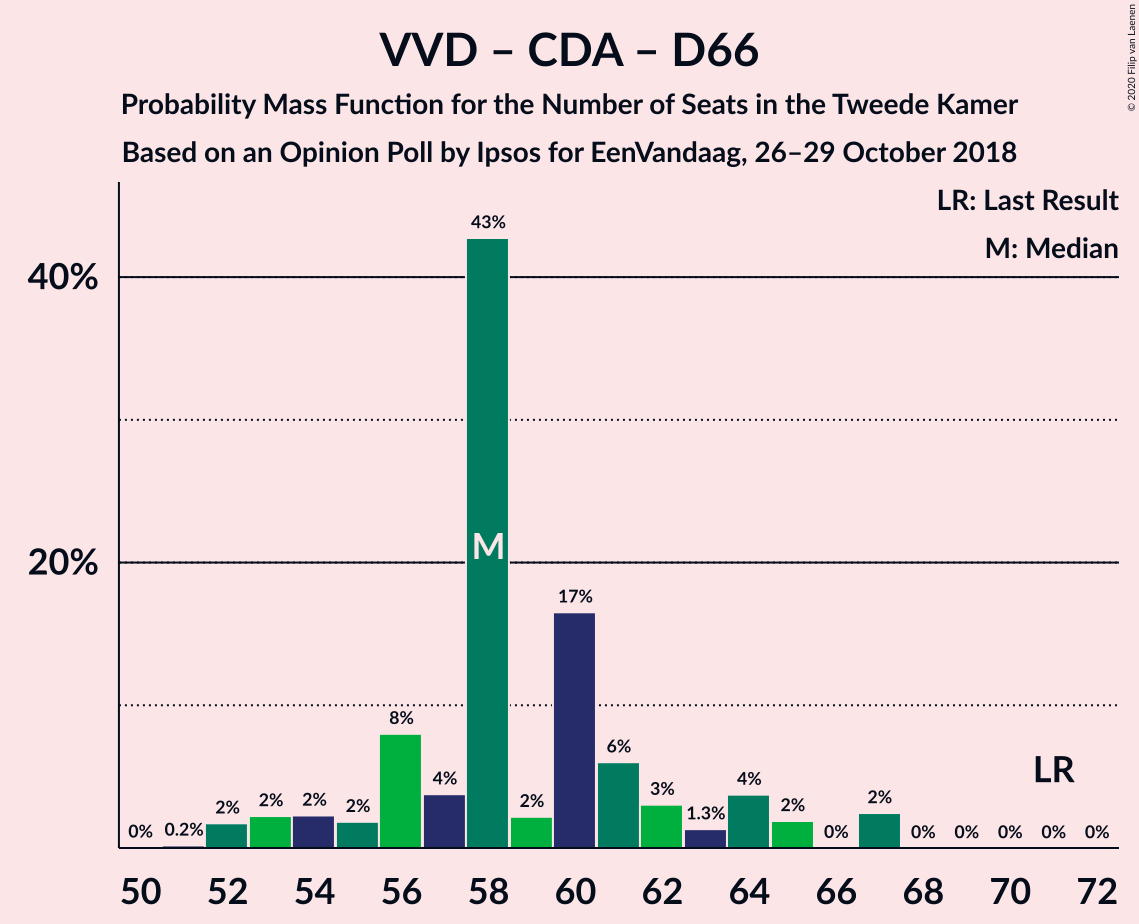 VVD – CDA – D66
Probability Mass Function for the Number of Seats in the Tweede Kamer
Based on an Opinion Poll by Ipsos for EenVandaag, 26–29 October 2018
© 2020 Filip van Laenen
LR: Last Result
M: Median
40%
20%
0%
0.2%
2%
2%
2%
2%
8%
4%
43%
M
2%
17%
6%
3%
1.3%
4%
2%
0%
2%
0%
0%
0%
0%
0%
LR
50 52 54 56 58 60 62 64 66 68 70 72